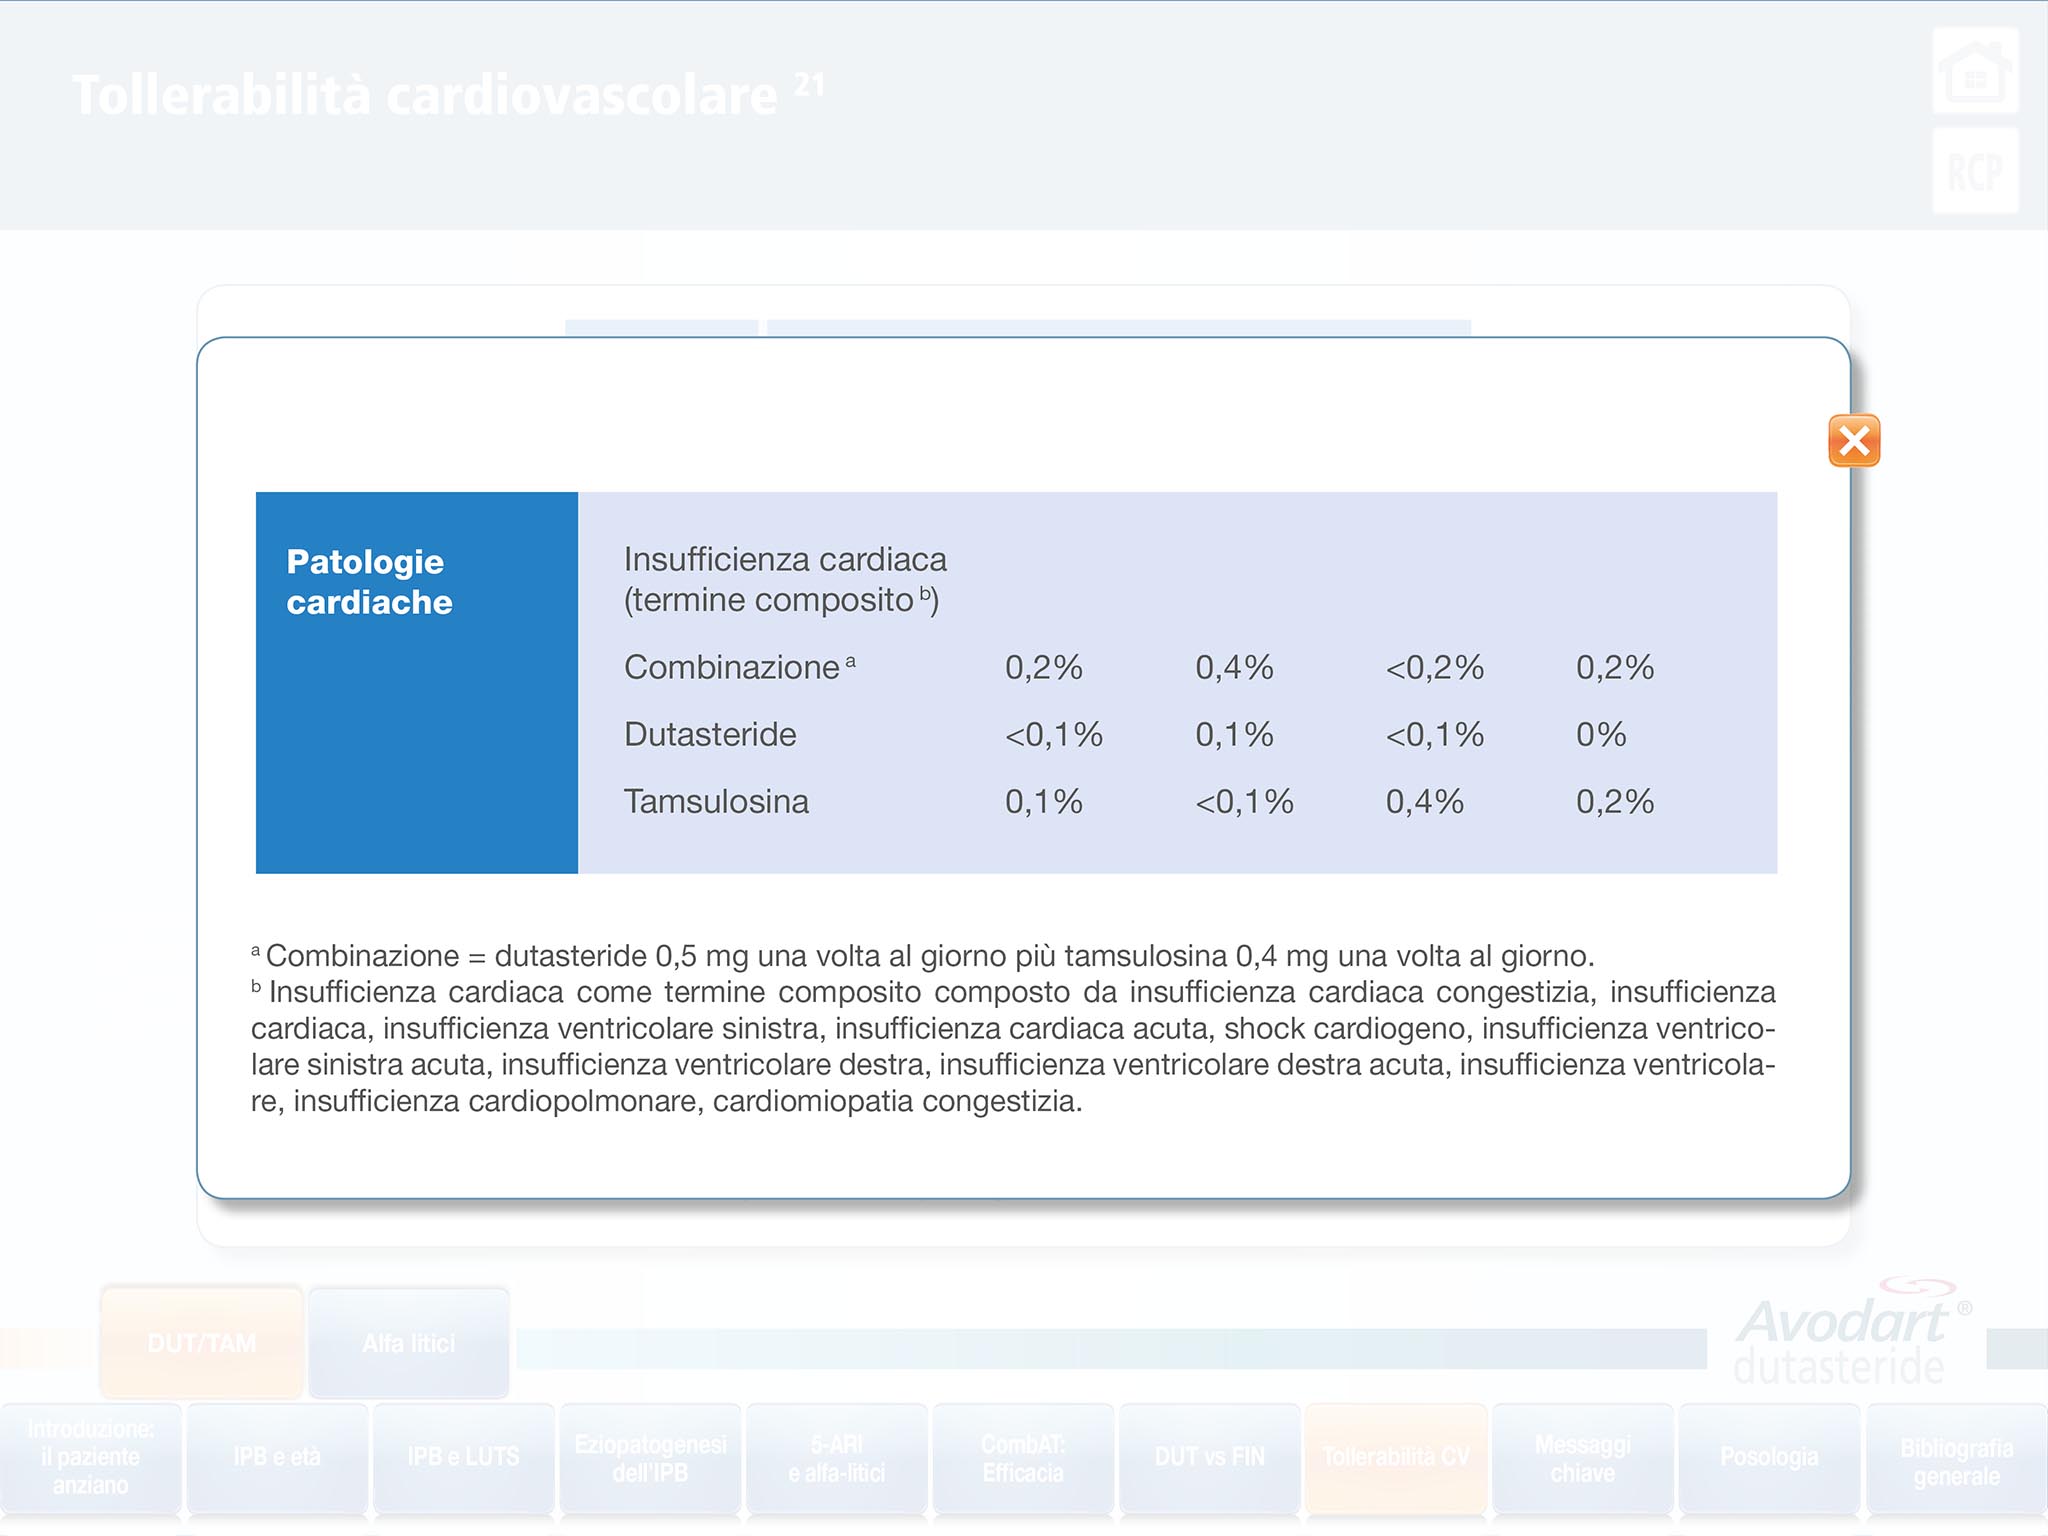 Tollerabilità cardiovascolare 21
RCP
Patologie
cardiache
Insufficienza cardiaca
(termine composito b)
Combinazione a 0,2% 0,4% <0,2% 0,2%
Dutasteride <0,1% 0,1% <0,1% 0%
Tamsulosina 0,1% <0,1% 0,4% 0,2%
a Combinazione = dutasteride 0,5 mg una volta al giorno più tamsulosina 0,4 mg una volta al giorno.
b Insufficienza cardiaca come termine composito composto da insufficienza cardiaca congestizia, insufficienza
cardiaca, insufficienza ventricolare sinistra, insufficienza cardiaca acuta, shock cardiogeno, insufficienza ventrico-
lare sinistra acuta, insufficienza ventricolare destra, insufficienza ventricolare destra acuta, insufficienza ventricola-
re, insufficienza cardiopolmonare, cardiomiopatia congestizia.
DUT/TAM
Alfa litici
Avodart®
dutasteride
Introduzione:
il paziente
anziano
IPB e età
IPB e LUTS
Eziopatogenesi
dell'IPB
5-ARI
e alfa-litici
CombAT:
Efficacia
DUT vs FIN
Tollerabilità CV
Messaggi
chiave
Posologia
Bibliografia
generale